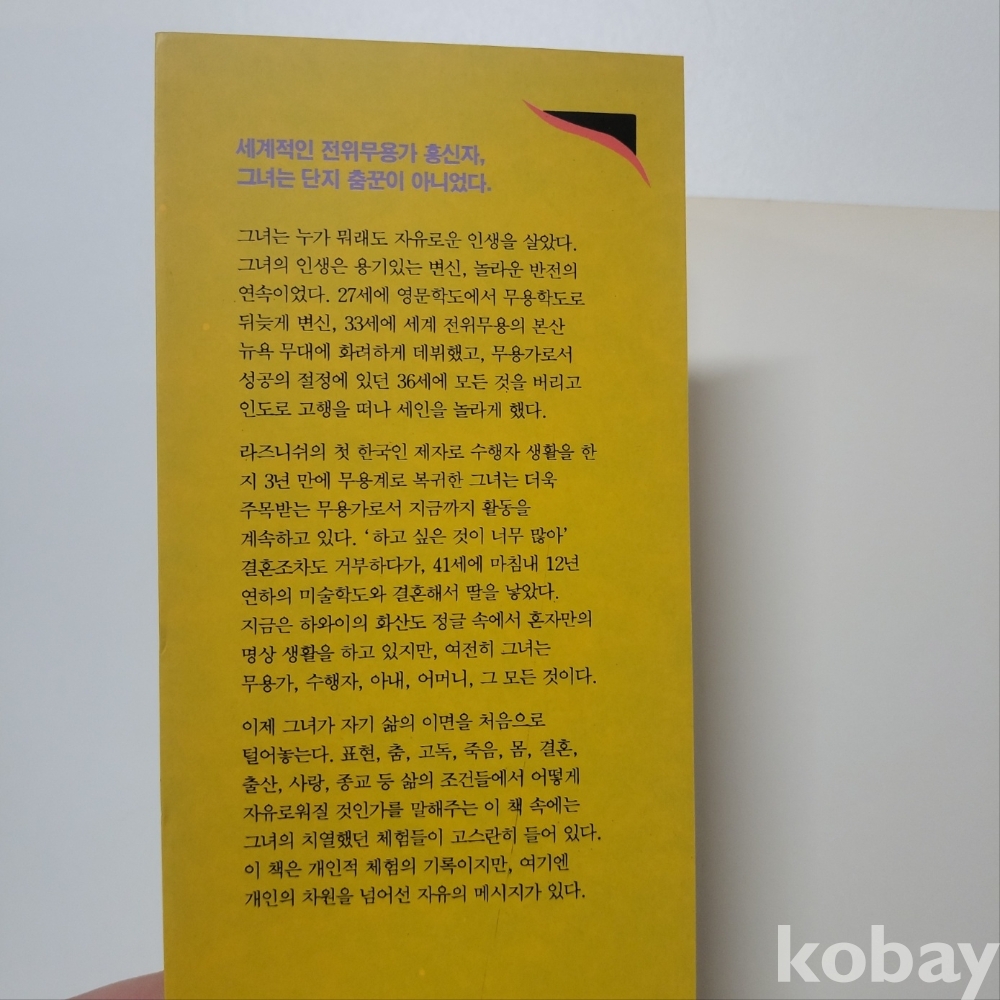 세계적인 전위무용가 홍신자,
그녀는 단지 춤꾼이 아니었다.
그녀는 누가 뭐래도 자유로운 인생을 살았다.
그녀의 인생은 용기있는 변신, 놀라운 반전의
연속이었다. 27세에 영문학도에서 무용학도로
뒤늦게 변신, 33세에 세계 전위무용의 본산
뉴욕 무대에 화려하게 데뷔했고, 무용가로서
성공의 절정에 있던 36세에 모든 것을 버리고
인도로 고행을 떠나 세인을 놀라게 했다.
라즈니쉬의 첫 한국인 제자로 수행자 생활을 한
지 3년 만에 무용계로 복귀한 그녀는 더욱
주목받는 무용가로서 지금까지 활동을
계속하고 있다. ‘하고 싶은 것이 너무 많아’
결혼조차도 거부하다가, 41세에 마침내 12년
연하의 미술학도와 결혼해서 딸을 낳았다.
지금은 하와이의 화산도 정글 속에서 혼자만의
명상 생활을 하고 있지만, 여전히 그녀는
무용가, 수행자, 아내, 어머니, 그 모든 것이다.
이제 그녀가 자기 삶의 이면을 처음으로
털어놓는다. 표현, 춤, 고독, 죽음, 몸, 결혼,
출산, 사랑, 종교 등 삶의 조건들에서 어떻게
자유로워질 것인가를 말해주는 이 책 속에는
그녀의 치열했던 체험들이 고스란히 들어 있다.
이 책은 개인적 체험의 기록이지만, 여기엔
개인의 차원을 넘어선 자유의 메시지가 있다.
kobay